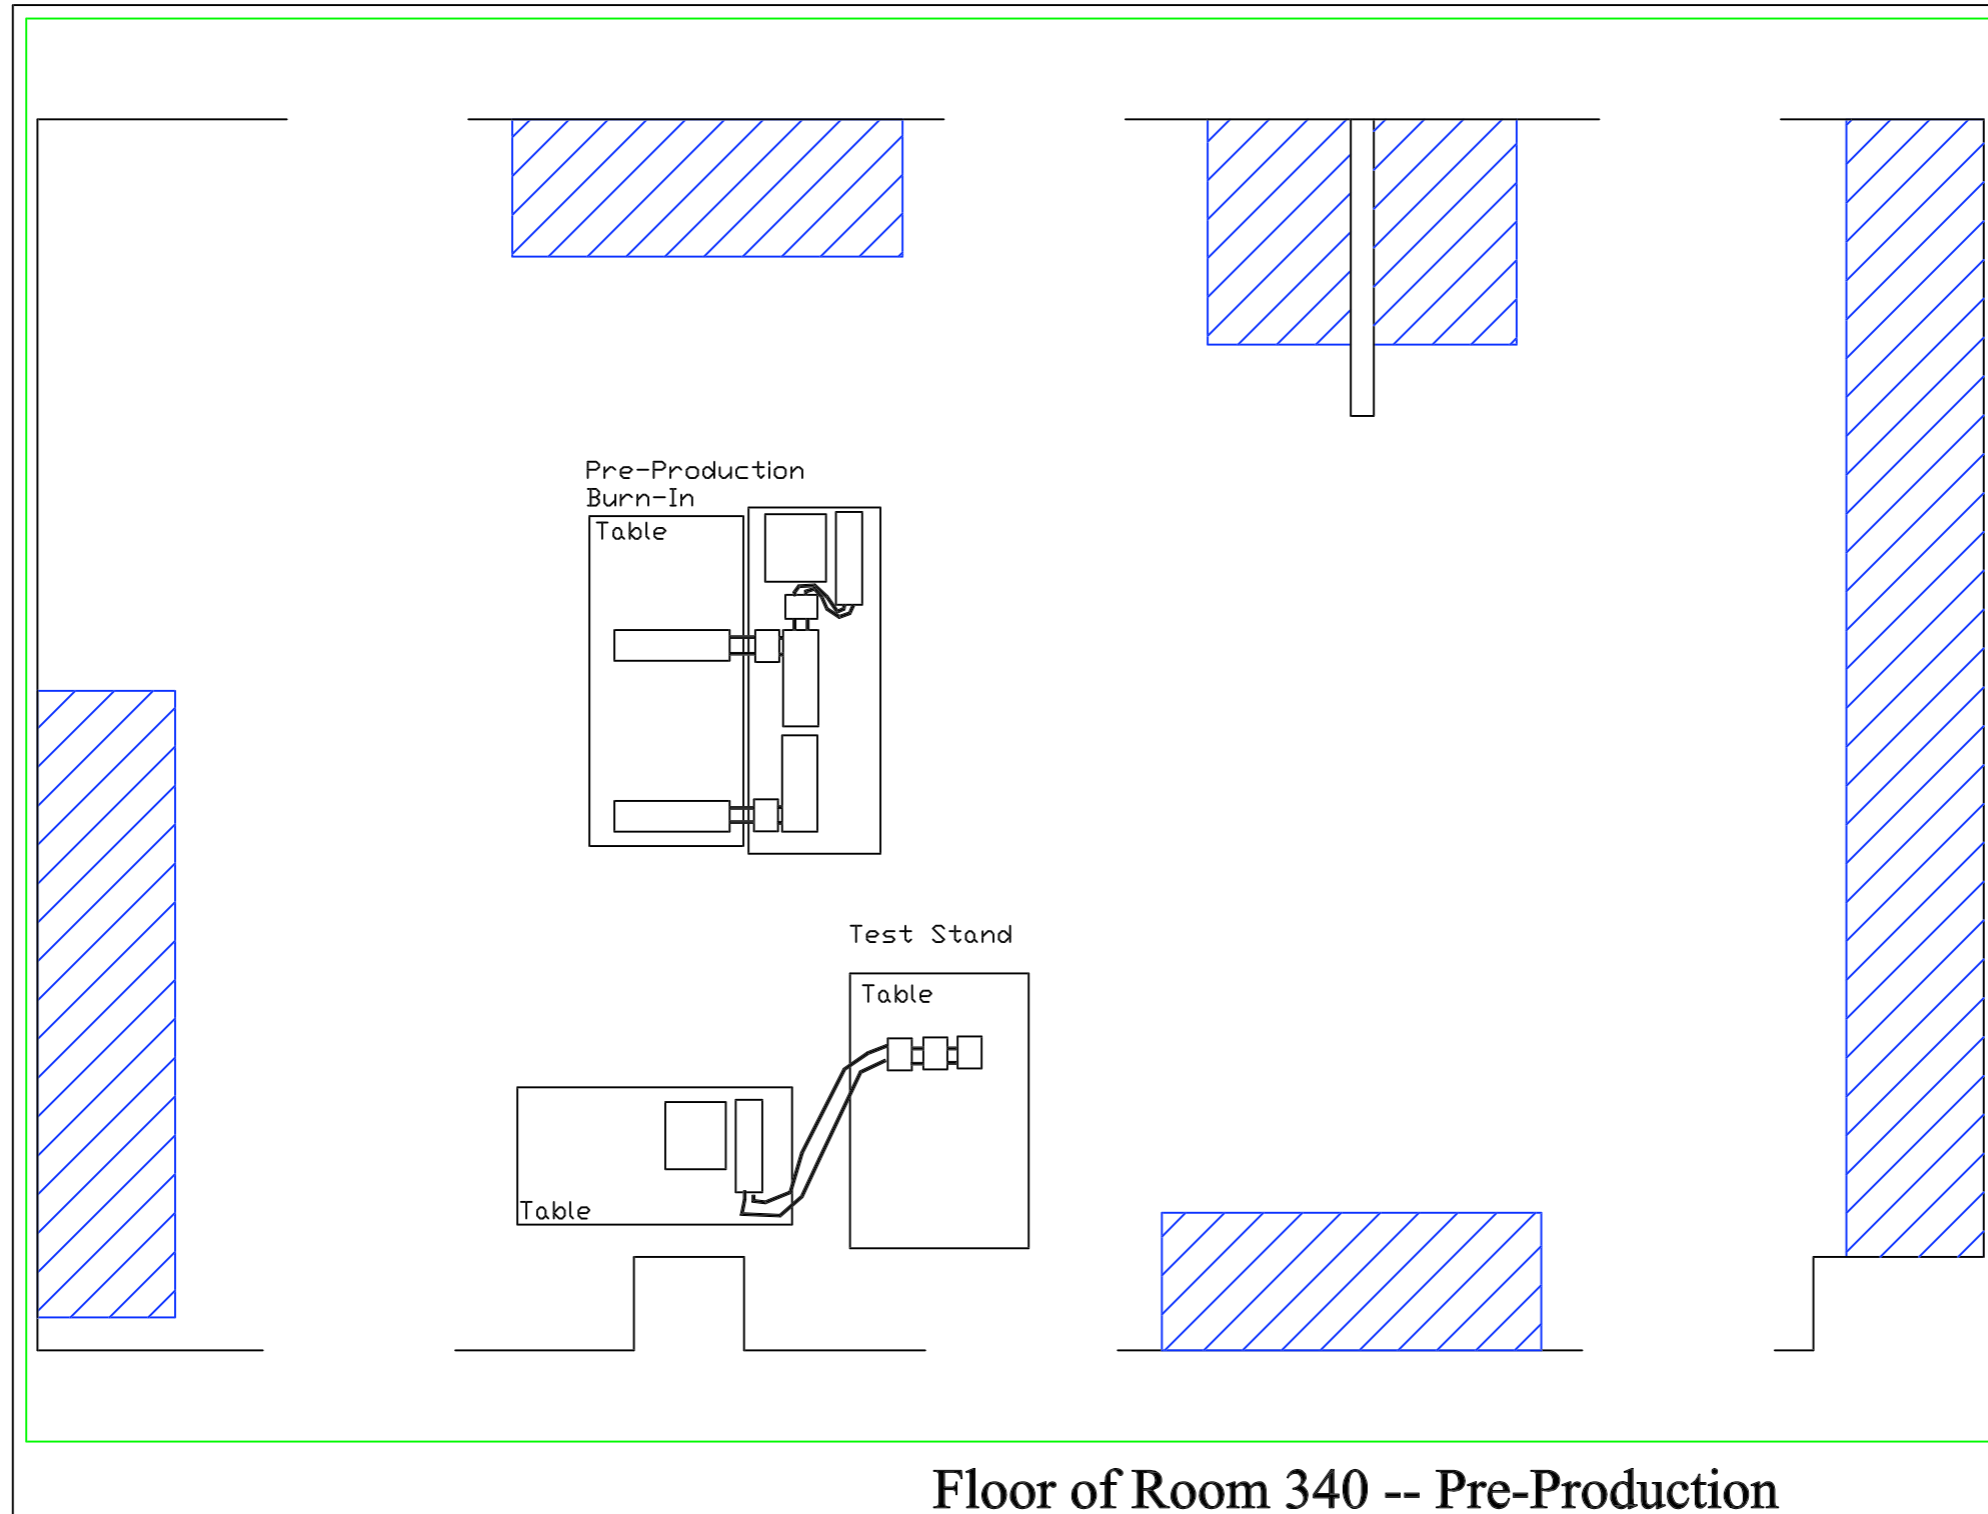 Pre-Production
Burn-In
Table
Test Stand
Table
Table
Floor of Room 340 -- Pre-Production